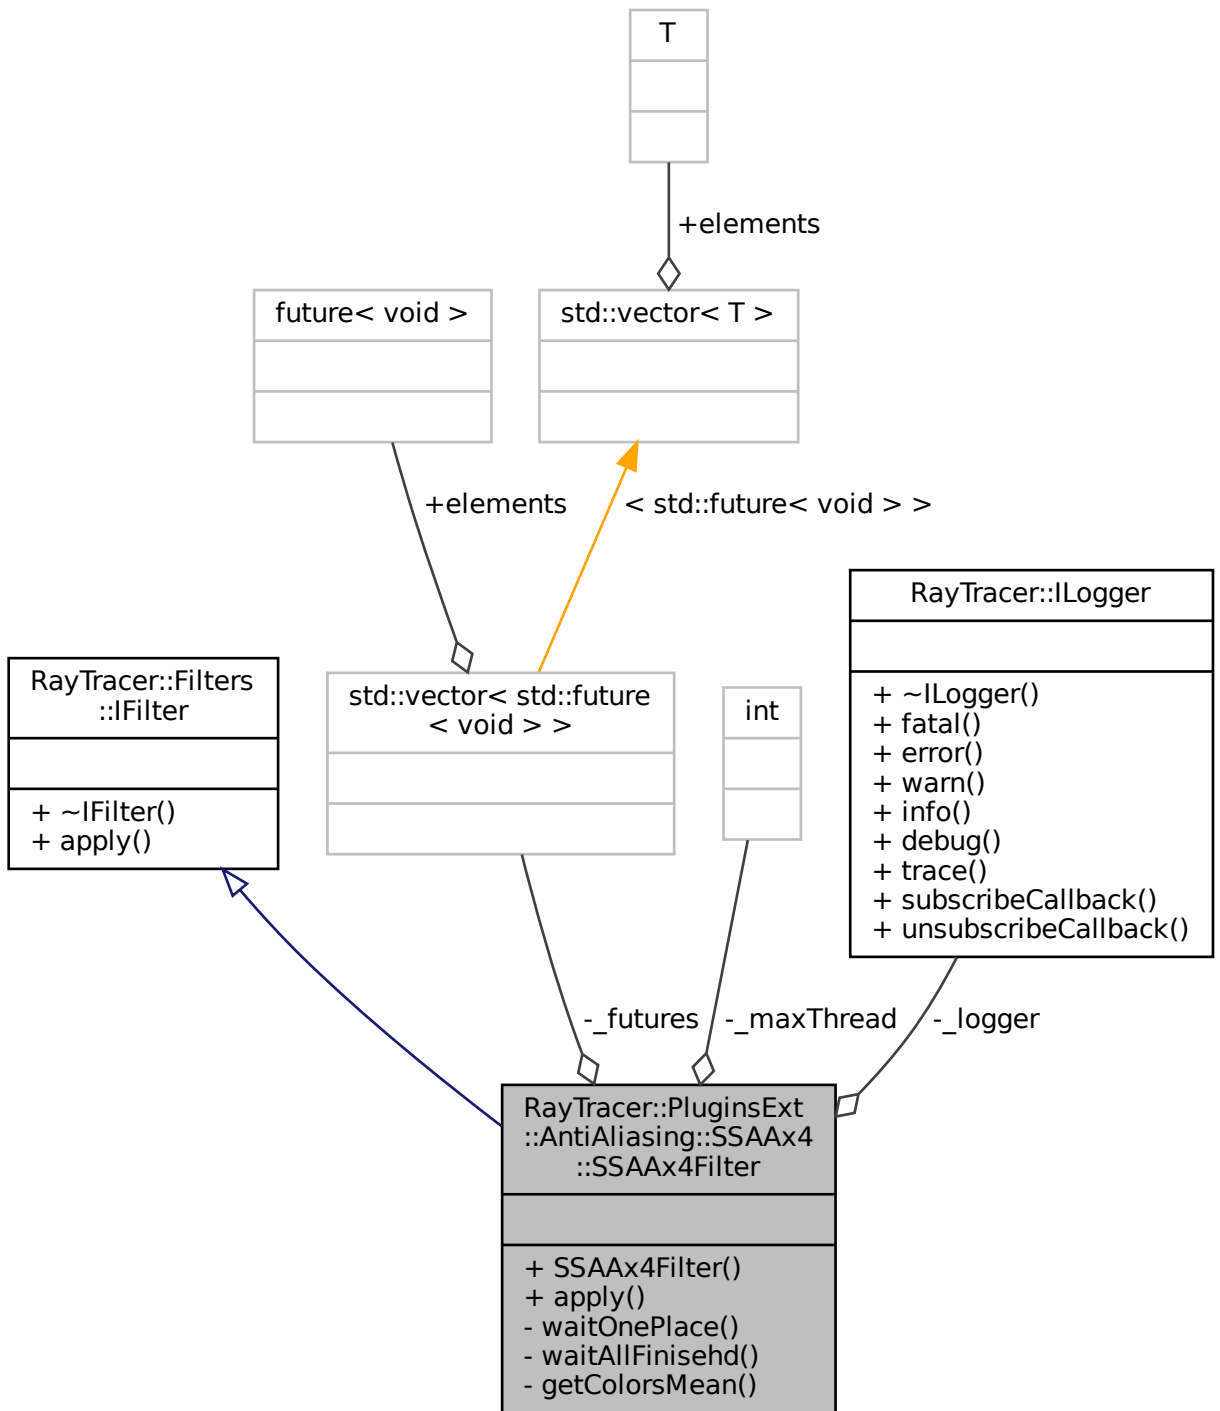 T
+elements
future< void >
std::vector< T >
+elements
< std::future< void > >
RayTracer::ILogger
+ ~ILogger()
+ fatal()
+ error()
+ warn()
+ info()
+ debug()
+ trace()
+ subscribeCallback()
+ unsubscribeCallback()
RayTracer::Filters
::IFilter
+ ~IFilter()
+ apply()
std::vector< std::future
< void > >
int
-_futures
-_maxThread
-_logger
RayTracer::PluginsExt
::AntiAliasing::SSAAx4
::SSAAx4Filter
+ SSAAx4Filter()
+ apply()
- waitOnePlace()
- waitAllFinisehd()
- getColorsMean()